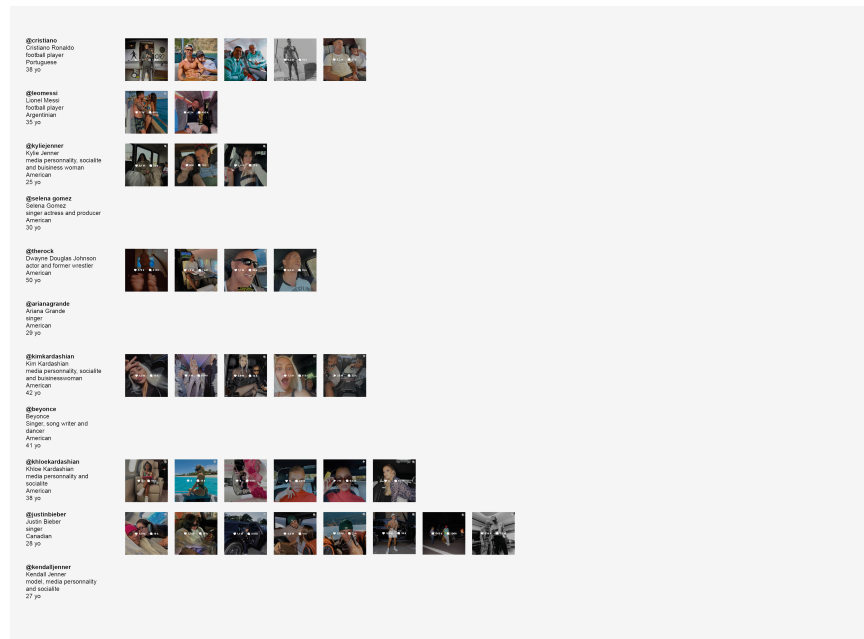 @cristiano
Cristiano Ronaldo
football player
Portuguese
38 yo
@leomessi
Lionel Messi
football player
Argentinian
35 yo
@kyliejenner
Kylie Jenner
media personnality, socialite
and buisiness woman
American
25 yo
@selena gomez
Selena Gomez
singer actress and producer
American
30 yo
@therock
Dwayne Douglas Johnson
actor and former wrestler
American
50 yo
@arianagrande
Ariana Grande
singer
American
29 yo
@kimkardashian
Kim Kardashian
media personnality, socialite
and buisinesswoman
American
42 yo
@beyonce
Beyonce
Singer, song writer and
dancer
American
41 yo
@khloekardashian
Khloe Kardashian
media personnality and
socialite
American
38 yo
@justinbieber
Justin Bieber
singer
Canadian
28 yo
@kendalljenner
Kendall Jenner
model, media personnality
and socialite
27 yo